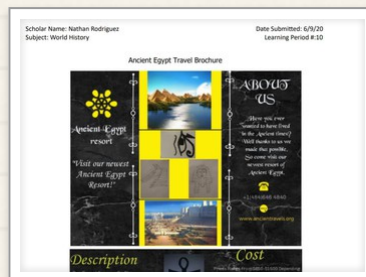 Scholar Name: Nathan Rodriguez
Date Submitted: 6/9/20
Subject: World History
Learning Period #:10
Ancient Egypt Travel Brochure
Ancient Egypt
resort
"Visit our newest
Ancient Egypt
Resort!"
ABOUT
US
Have you ever
wanted to have lived
in the Ancient times?
Well thanks to us we
made that possible.
So come visit our
newest resort of
Ancient Egypt.
www.ancienttravels.org
Description
Cost